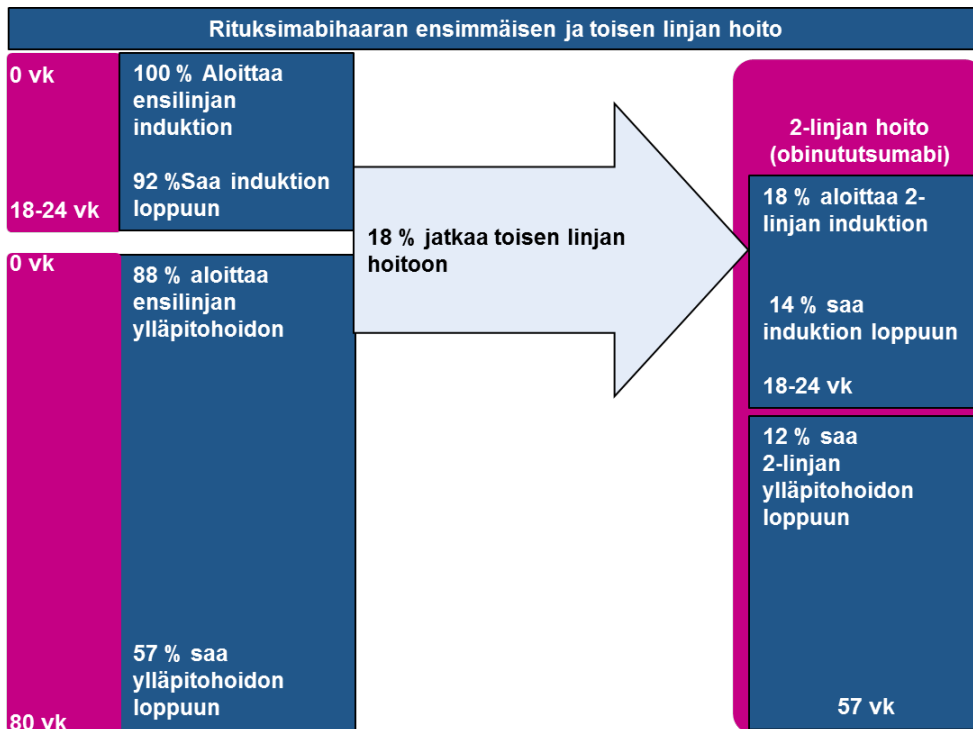 Rituksimabihaaran ensimmäisen ja toisen linjan hoito
0 vk
100 % Aloittaa
ensilinjan
induktion
92 %Saa induktion
loppuun
18-24 vk
0 vk
88 % aloittaa
ensilinjan
ylläpitohoidon
57 % saa
ylläpitohoidon
loppuun
80 vk
18 % jatkaa toisen linjan
hoitoon
2-linjan hoito
(obinututsumabi)
18 % aloittaa 2-
linjan induktion
14 % saa
induktion loppuun
18-24 vk
12 % saa
2-linjan
ylläpitohoidon
loppuun
57 vk